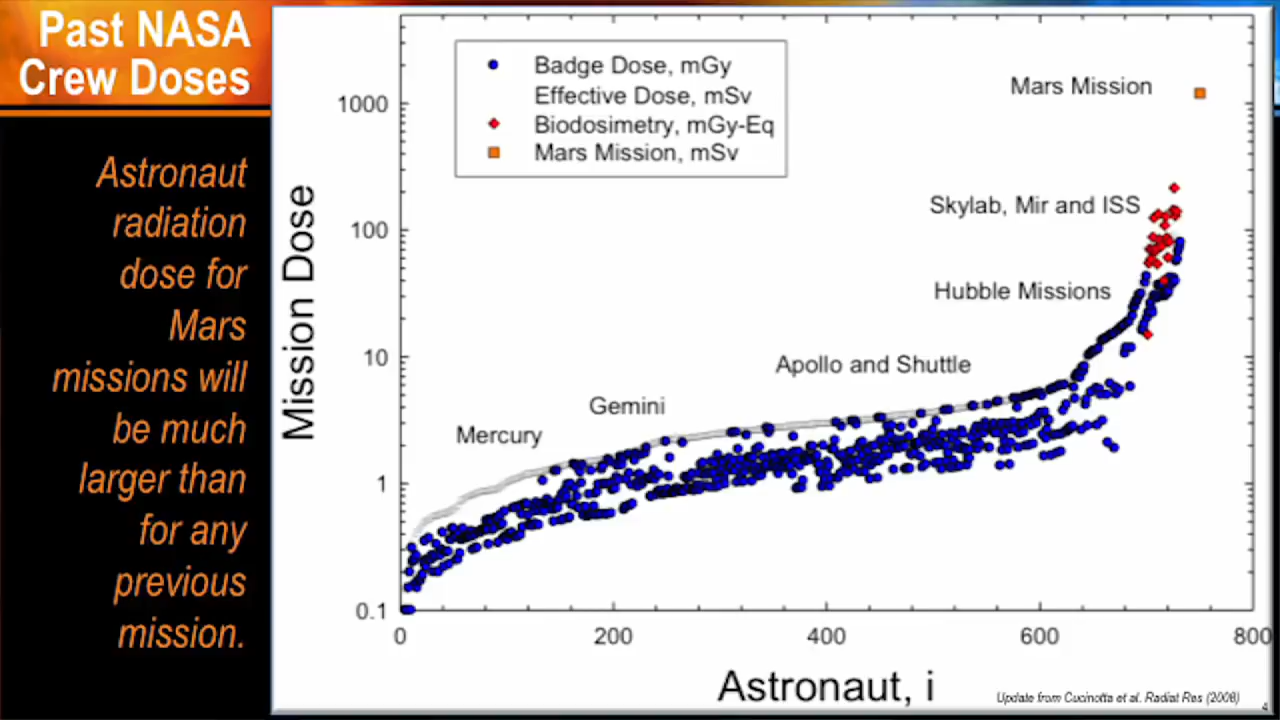 Past NASA
Crew Doses
Astronaut
radiation
dose for
Mars
missions will
be much
larger than
for any
previous
mission.
Badge Dose, mGy
Effective Dose, mSv
Biodosimetry, mGy-Eq
Mars Mission, mSv
Mars Mission
Skylab, Mir and ISS
Hubble Missions
Apollo and Shuttle
Gemini
Mercury
Mission Dose
1000
100
10
1
0.1
0
200
400
600
800
Astronaut, i
Update from Cucinotta et al. Radiat Res (2008)
4